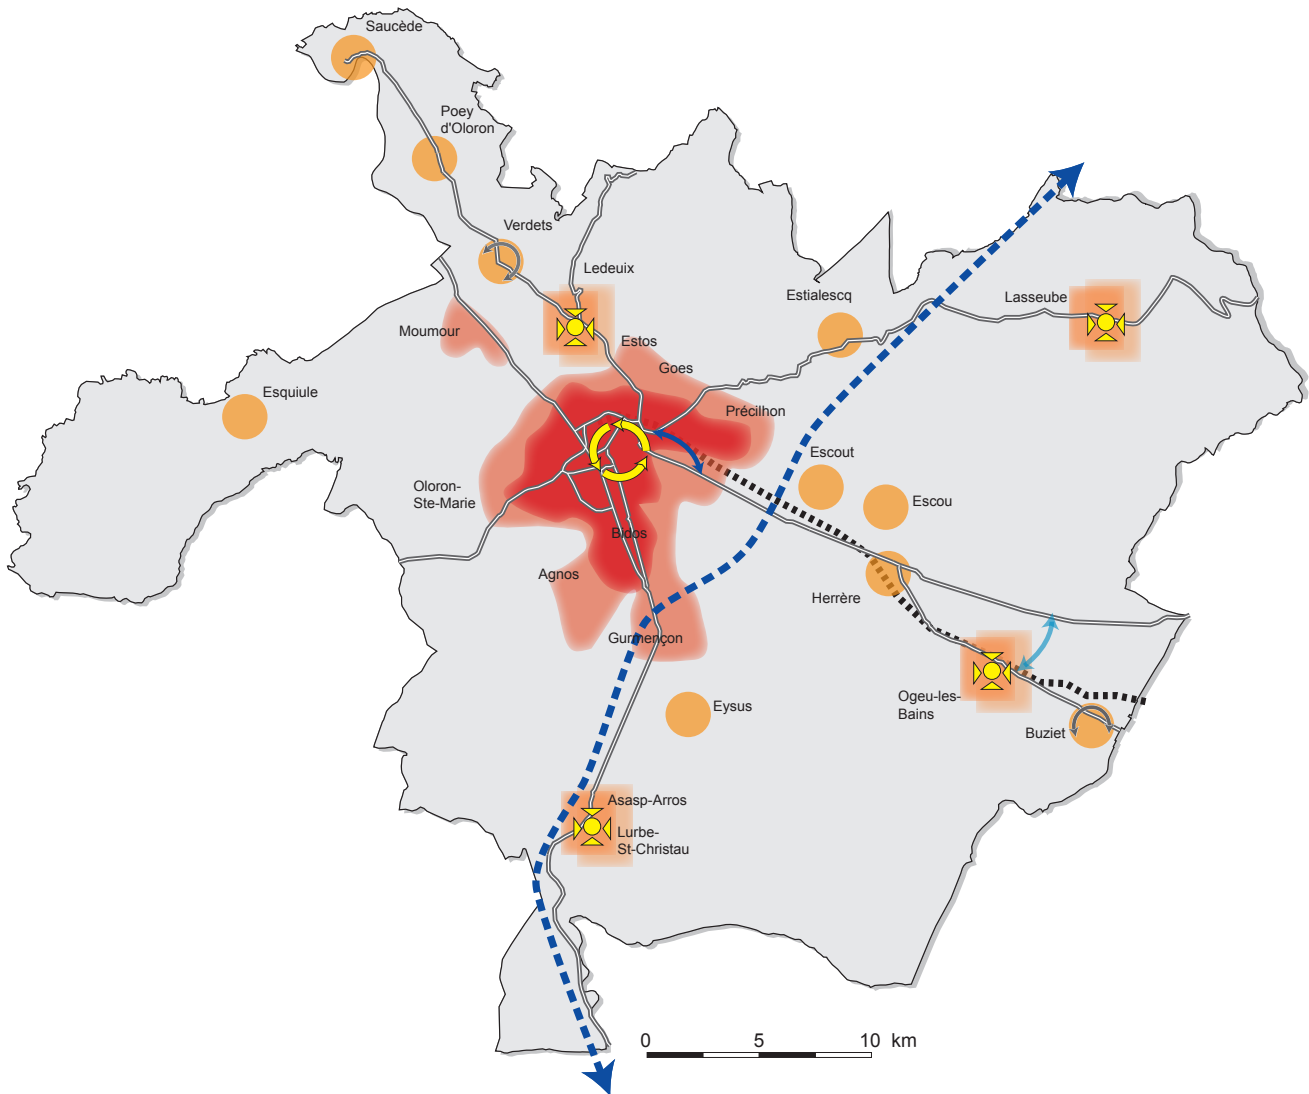 Saucède
Poey
d'Oloron
Verdets
Ledeuix
Estialescq
Lasseube
Moumour
Estos
Goes
Esquiule
Précilhon
Escout
Oloron-
Ste-Marie
Escou
Bidos
Agnos
Herrère
Gurmençon
Ogeu-les-
Bains
Eysus
Buziet
Asasp-Arros
Lurbe-
St-Christau
0 5 10 km